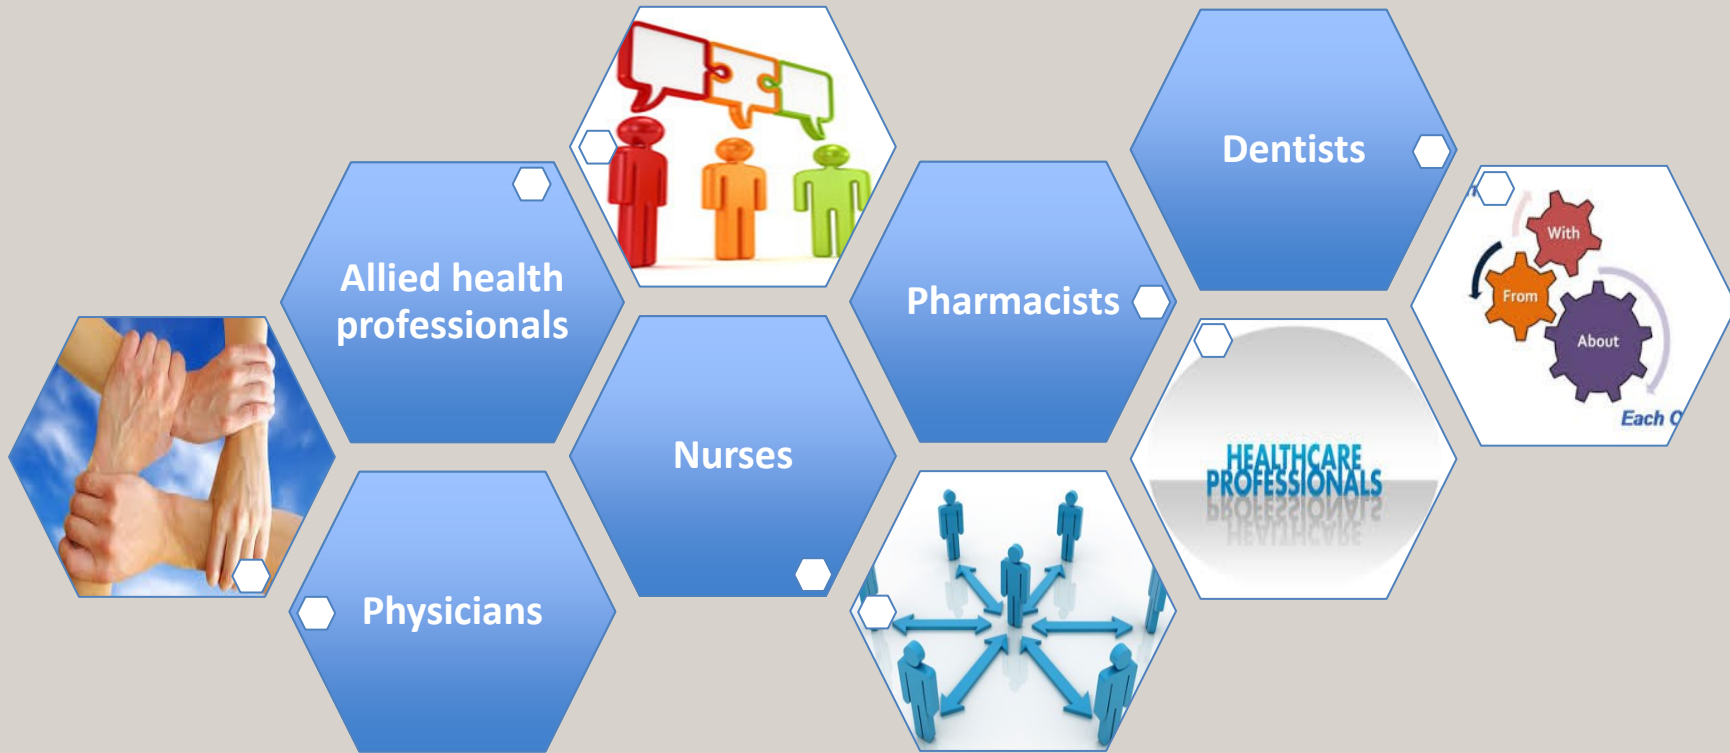 Allied health
professionals
Physicians
Nurses
Pharmacists
Dentists
HEALTHCARE
PROFESSIONALS
With
From
About
Each